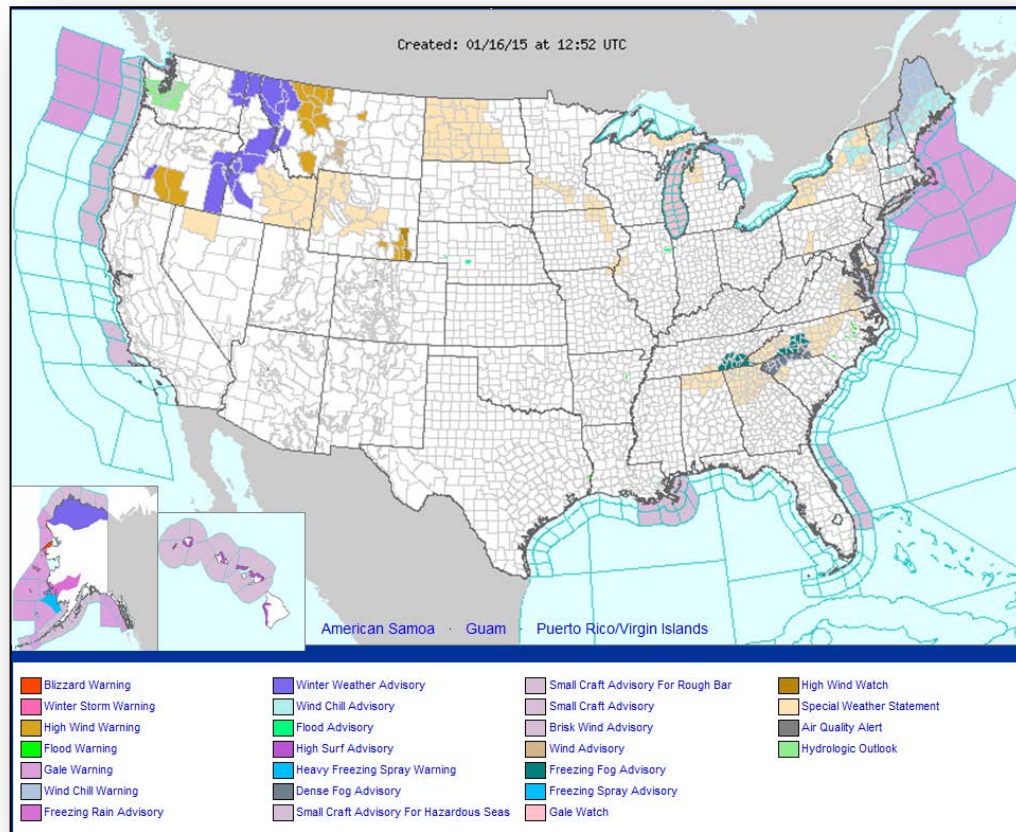 Created: 01/16/15 at 12:52 UTC
American Samoa · Guam · Puerto Rico/Virgin Islands
Blizzard Warning
Winter Storm Warning
High Wind Warning
Flood Warning
Gale Warning
Wind Chill Warning
Freezing Rain Advisory
Winter Weather Advisory
Wind Chill Advisory
Flood Advisory
High Surf Advisory
Heavy Freezing Spray Warning
Dense Fog Advisory
Small Craft Advisory For Hazardous Seas
Small Craft Advisory For Rough Bar
Small Craft Advisory
Brisk Wind Advisory
Wind Advisory
Freezing Fog Advisory
Freezing Spray Advisory
Gale Watch
High Wind Watch
Special Weather Statement
Air Quality Alert
Hydrologic Outlook